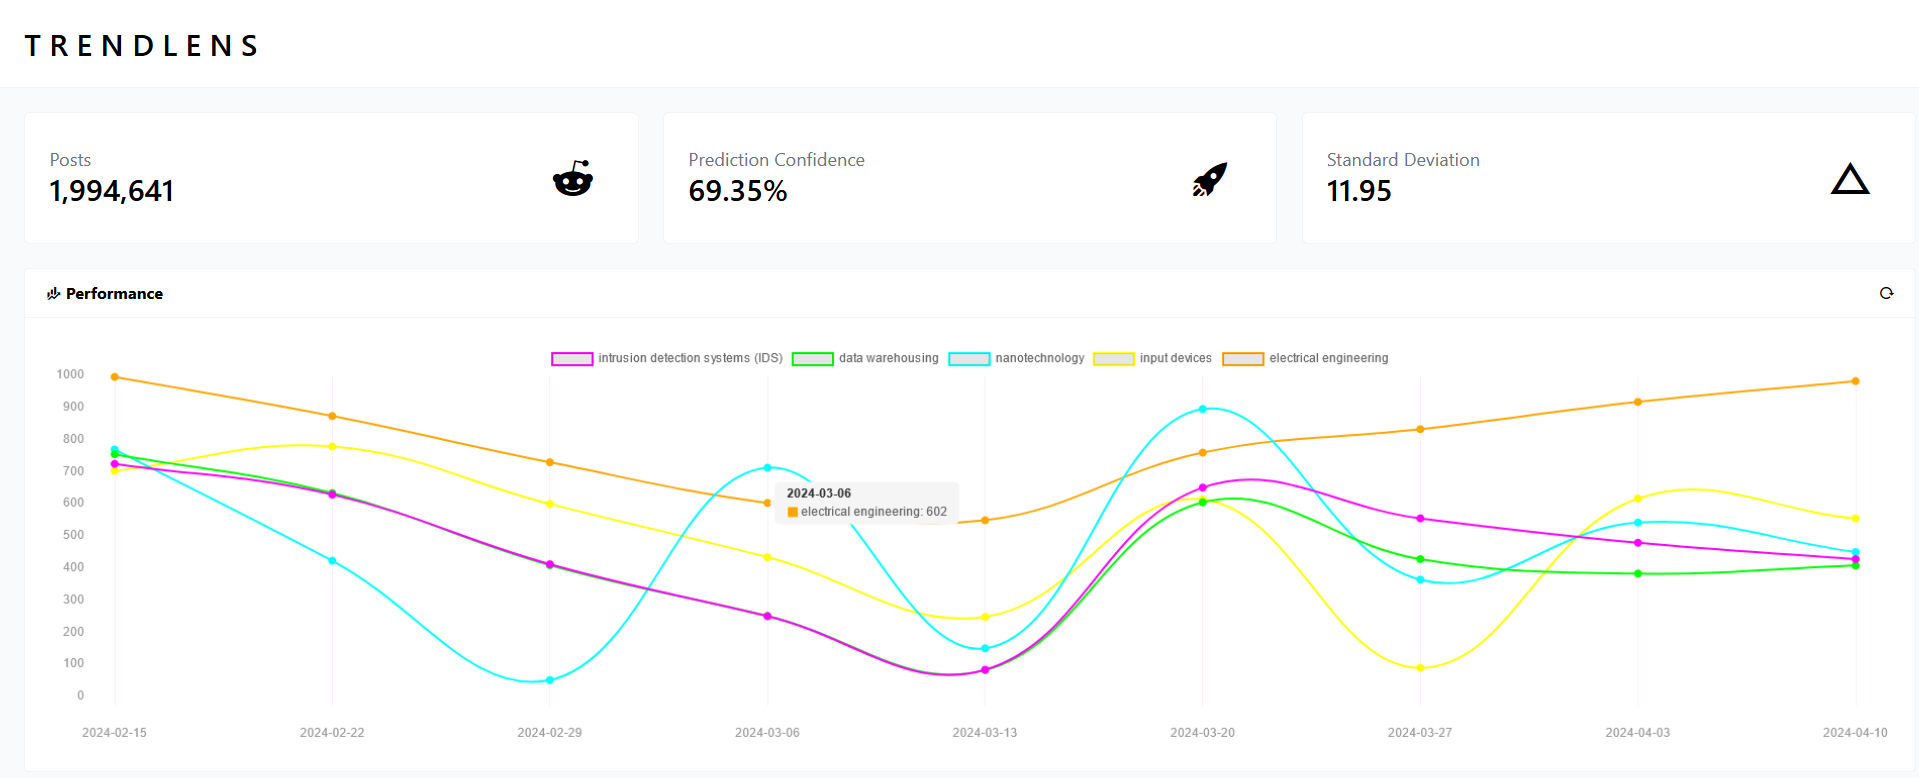 TRENDLENS
Posts
1,994,641
Prediction Confidence
69.35%
Standard Deviation
11.95
Performance
intrusion detection systems (IDS) data warehousing nanotechnology input devices electrical engineering
1000
900
800
700
600
500
400
300
200
100
0
2024-03-06
electrical engineering: 602
2024-02-15 2024-02-22 2024-02-29 2024-03-06 2024-03-13 2024-03-20 2024-03-27 2024-04-03 2024-04-10